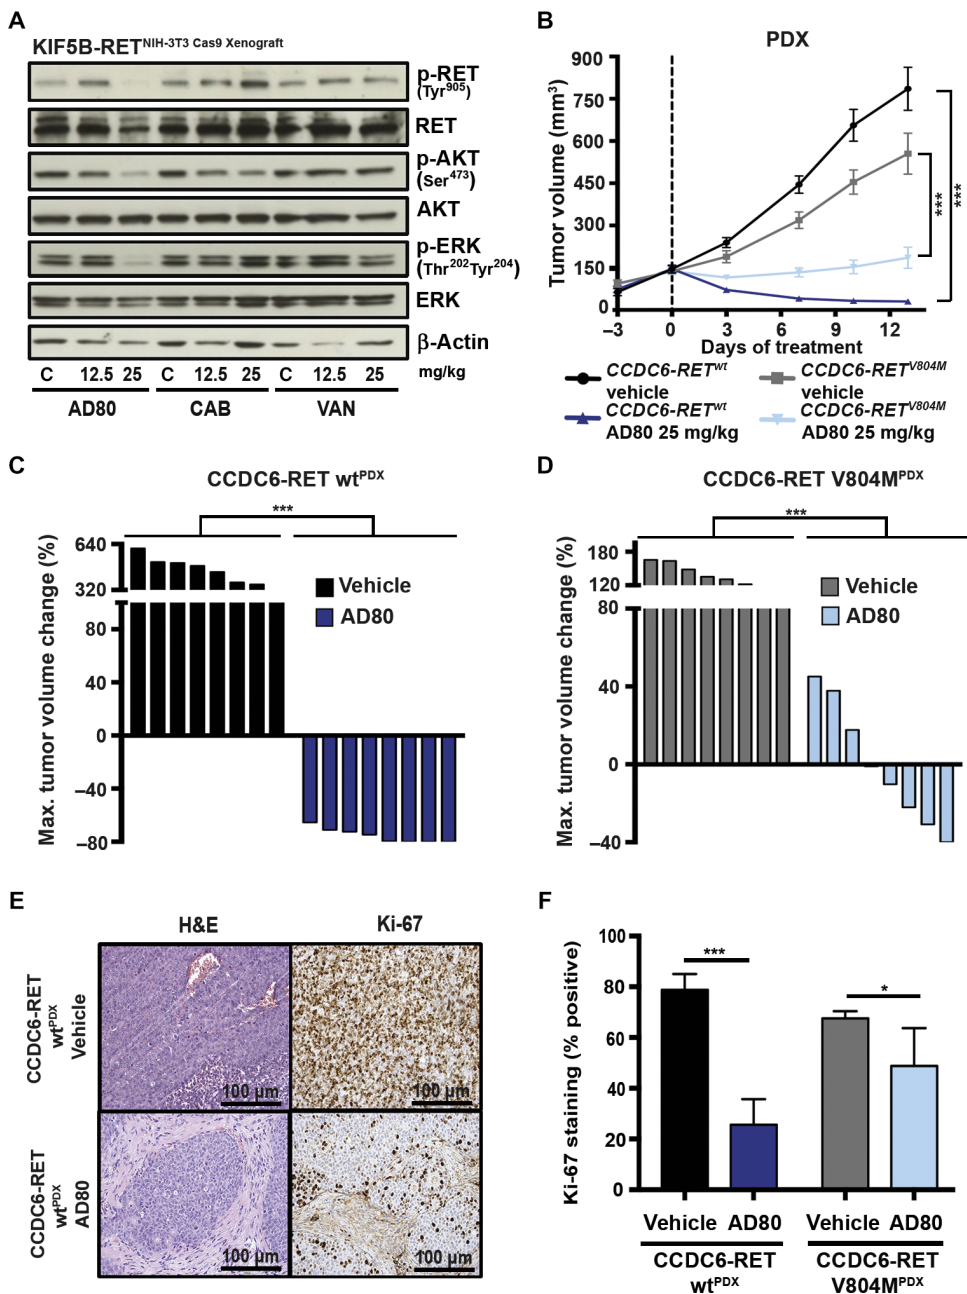 A
KIF5B-RET^NIH-3T3 Cas9 Xenograft
p-RET
(Tyr905)
RET
p-AKT
(Ser473)
AKT
p-ERK
(Thr202Tyr204)
ERK
β-Actin
C 12.5 25 C 12.5 25 C 12.5 25 mg/kg
AD80 CAB VAN
B
PDX
Tumor volume (mm3)
900
750
600
450
300
150
0
–3 0 3 6 9 12
Days of treatment
***
***
CCDC6-RETwt
vehicle
CCDC6-RETV804M
vehicle
CCDC6-RETwt
AD80 25 mg/kg
CCDC6-RETV804M
AD80 25 mg/kg
C
CCDC6-RET wtPDX
***
Max. tumor volume change (%)
640
320
80
40
0
–40
–80
Vehicle
AD80
D
CCDC6-RET V804MPDX
***
Max. tumor volume change (%)
180
120
80
40
0
–40
Vehicle
AD80
E
H&E Ki-67
CCDC6-RET
wtPDX
Vehicle
100 µm 100 µm
CCDC6-RET
wtPDX
AD80
100 µm 100 µm
F
Ki-67 staining (% positive)
100
80
60
40
20
0
***
*
Vehicle AD80 Vehicle AD80
CCDC6-RET
wtPDX
CCDC6-RET
V804MPDX